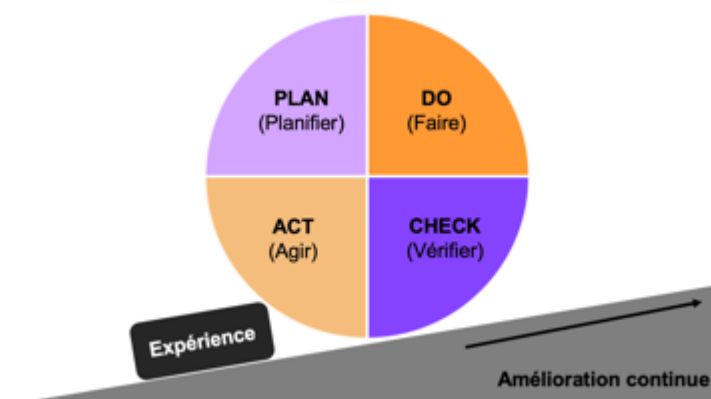 PLAN
(Planifier)
DO
(Faire)
ACT
(Agir)
CHECK
(Vérifier)
Expérience
Amélioration continue